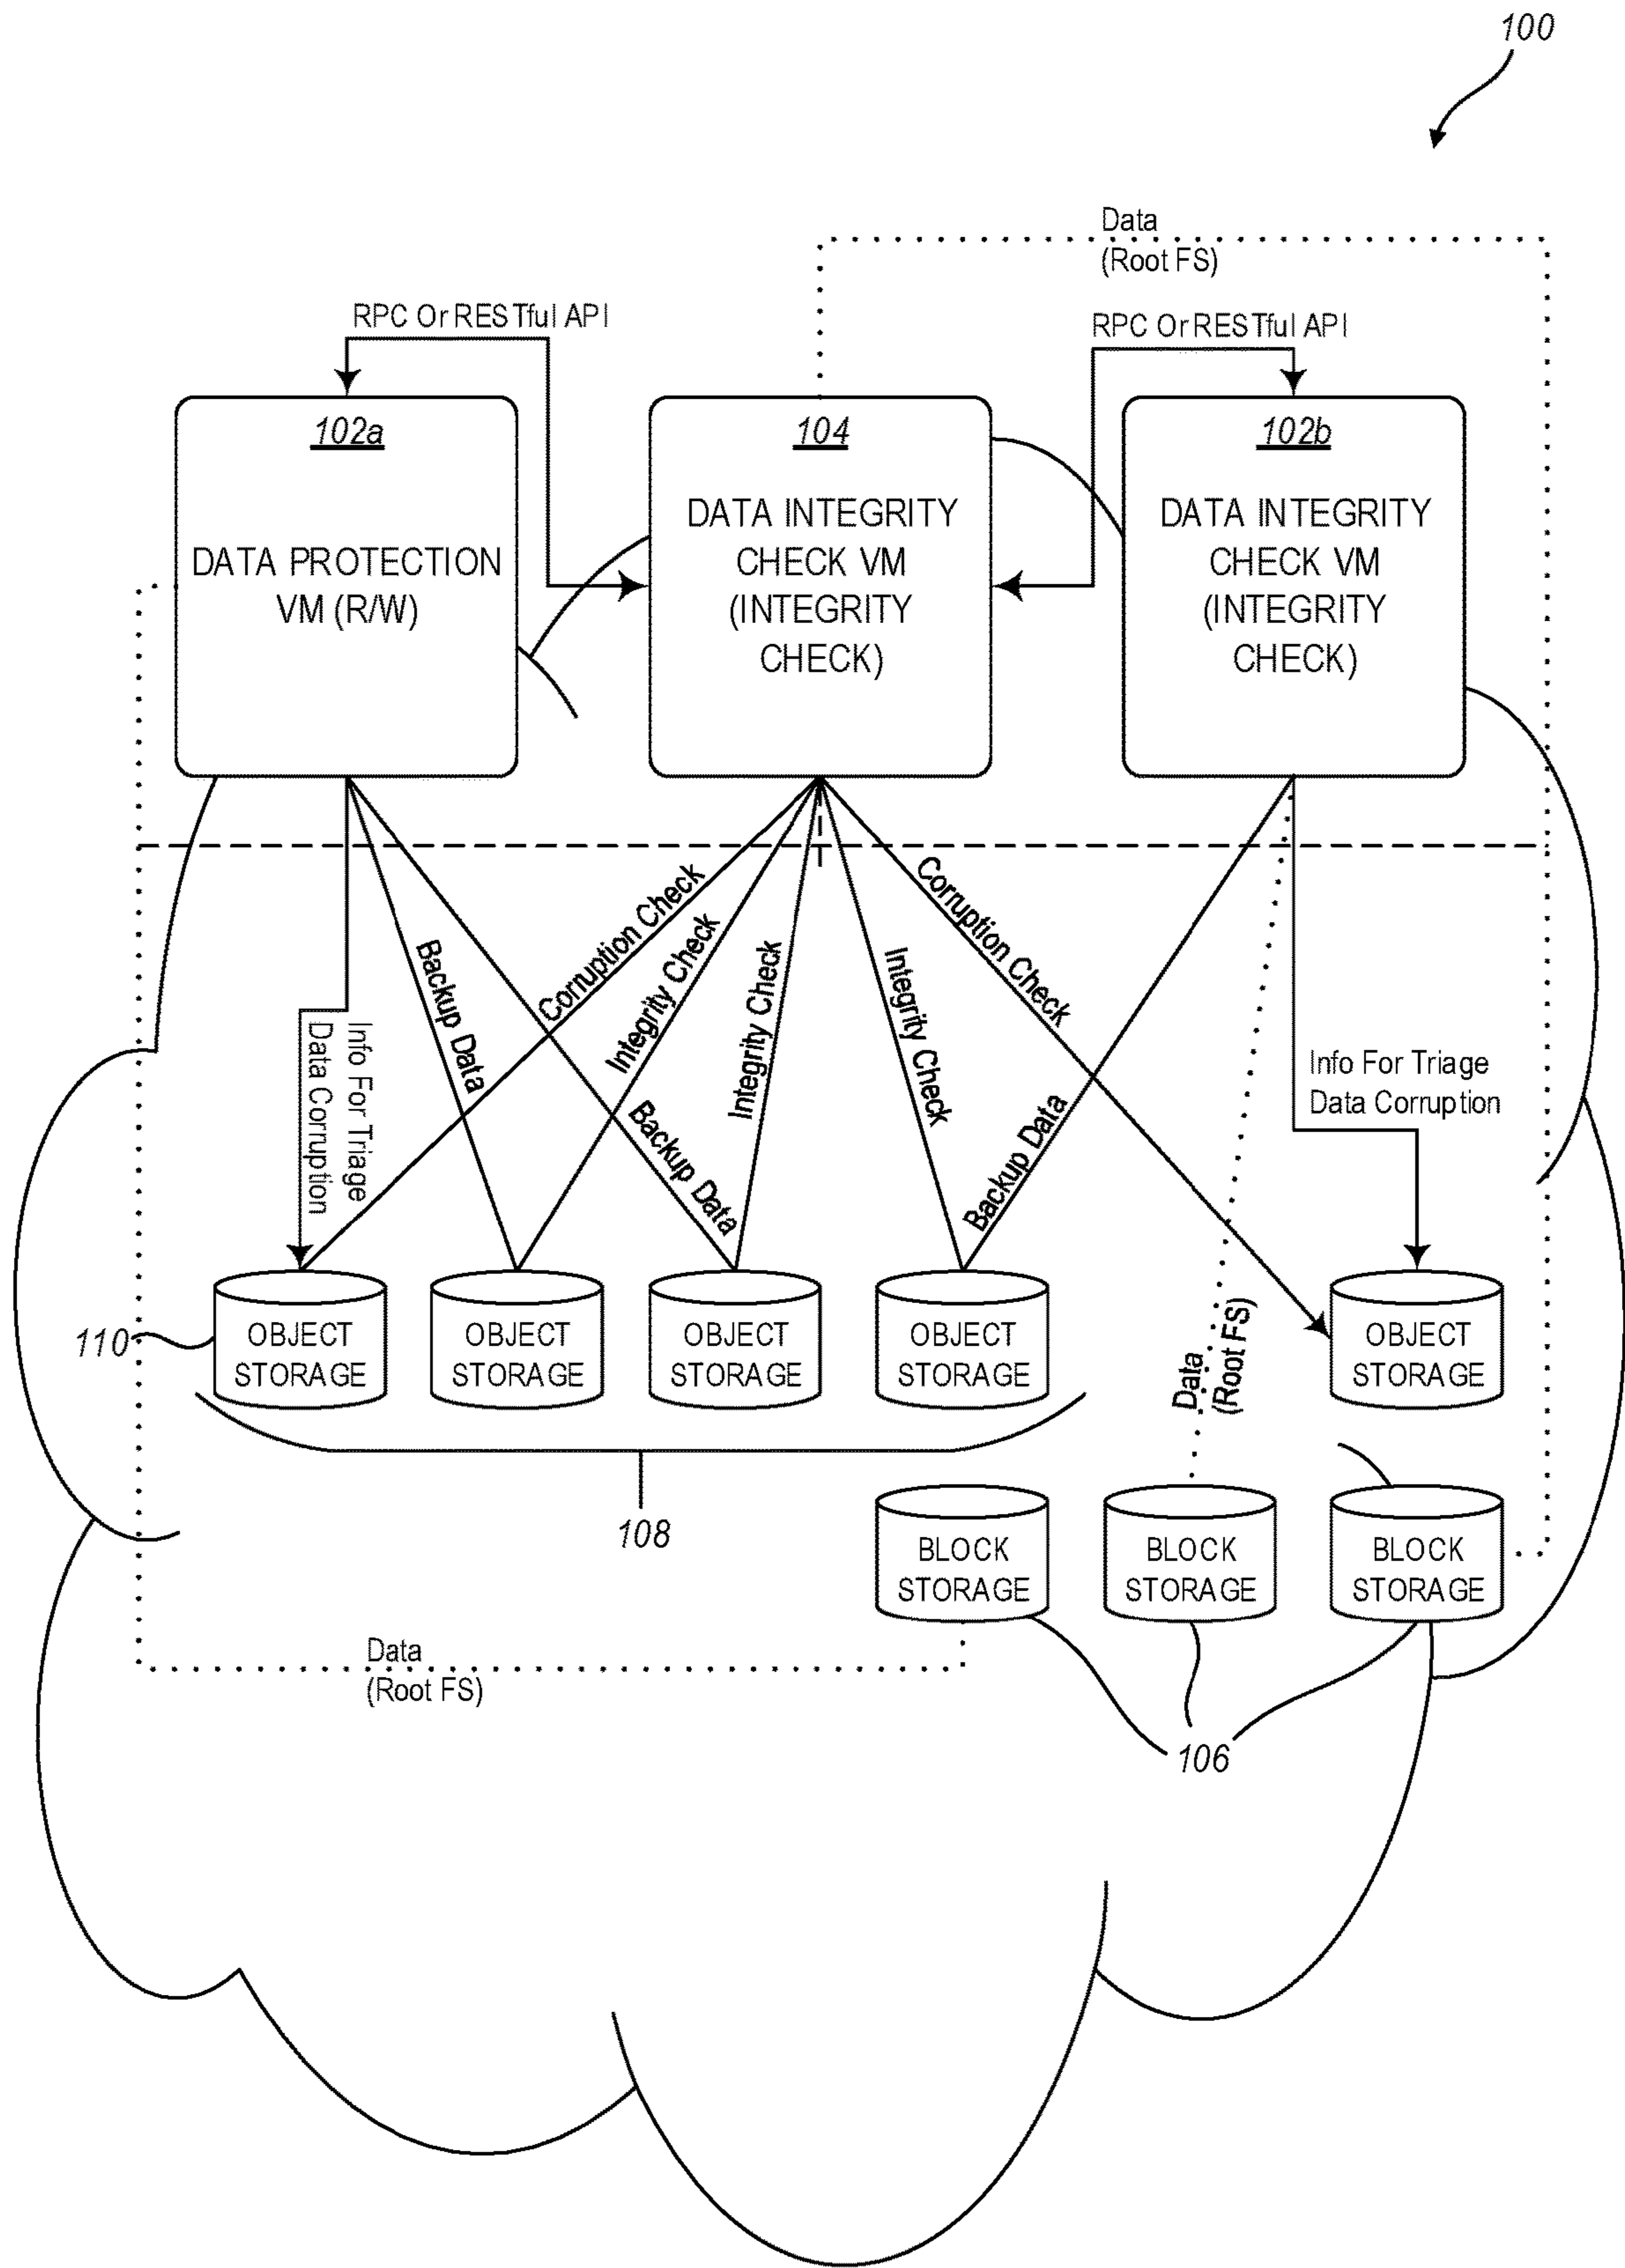 100
Data
(Root FS)
RPC Or RESTful API
RPC Or RESTful API
102a
DATA PROTECTION
VM (R/W)
104
DATA INTEGRITY
CHECK VM
(INTEGRITY
CHECK)
102b
DATA INTEGRITY
CHECK VM
(INTEGRITY
CHECK)
Info For Triage
Data Corruption
Backup Data
Corruption Check
Integrity Check
Backup Data
Integrity Check
Integrity Check
Corruption Check
Backup Data
Info For Triage
Data Corruption
Data
(Root FS)
110
OBJECT
STORAGE
OBJECT
STORAGE
OBJECT
STORAGE
OBJECT
STORAGE
OBJECT
STORAGE
108
BLOCK
STORAGE
BLOCK
STORAGE
BLOCK
STORAGE
Data
(Root FS)
106